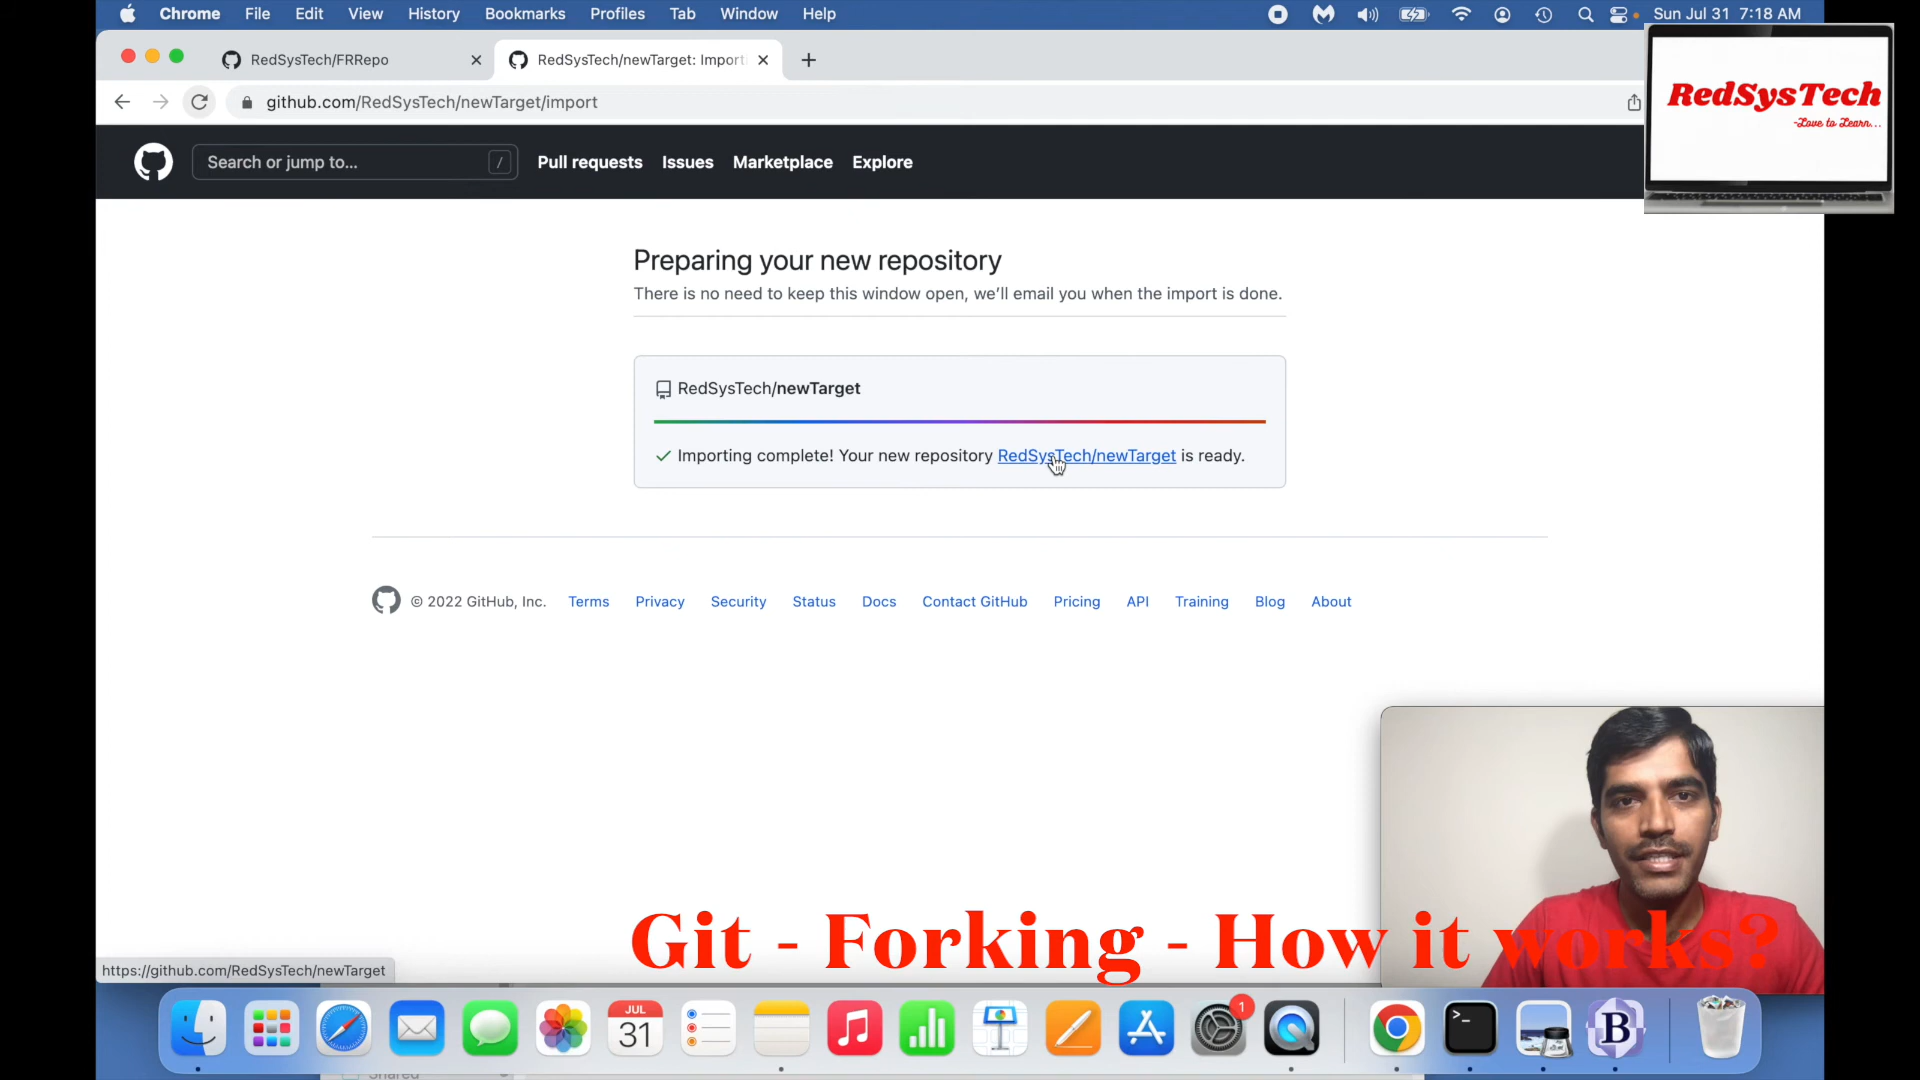 Chrome File Edit View History Bookmarks Profiles Tab Window Help Sun Jul 31 7:18 AM
RedSysTech/FRRepo RedSysTech/newTarget: Import
github.com/RedSysTech/newTarget/import
RedSysTech
-Love to Learn...
Search or jump to... / Pull requests Issues Marketplace Explore
Preparing your new repository
There is no need to keep this window open, we'll email you when the import is done.
RedSysTech/newTarget
Importing complete! Your new repository RedSysTech/newTarget is ready.
© 2022 GitHub, Inc. Terms Privacy Security Status Docs Contact GitHub Pricing API Training Blog About
Git - Forking - How it works?
https://github.com/RedSysTech/newTarget
JUL
31
1
>_
B
Shared